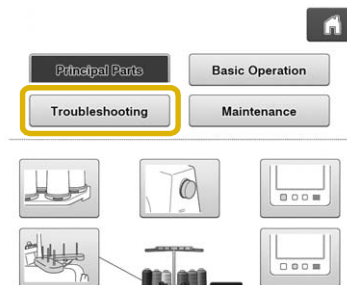 Principal Parts
Basic Operation
Troubleshooting
Maintenance